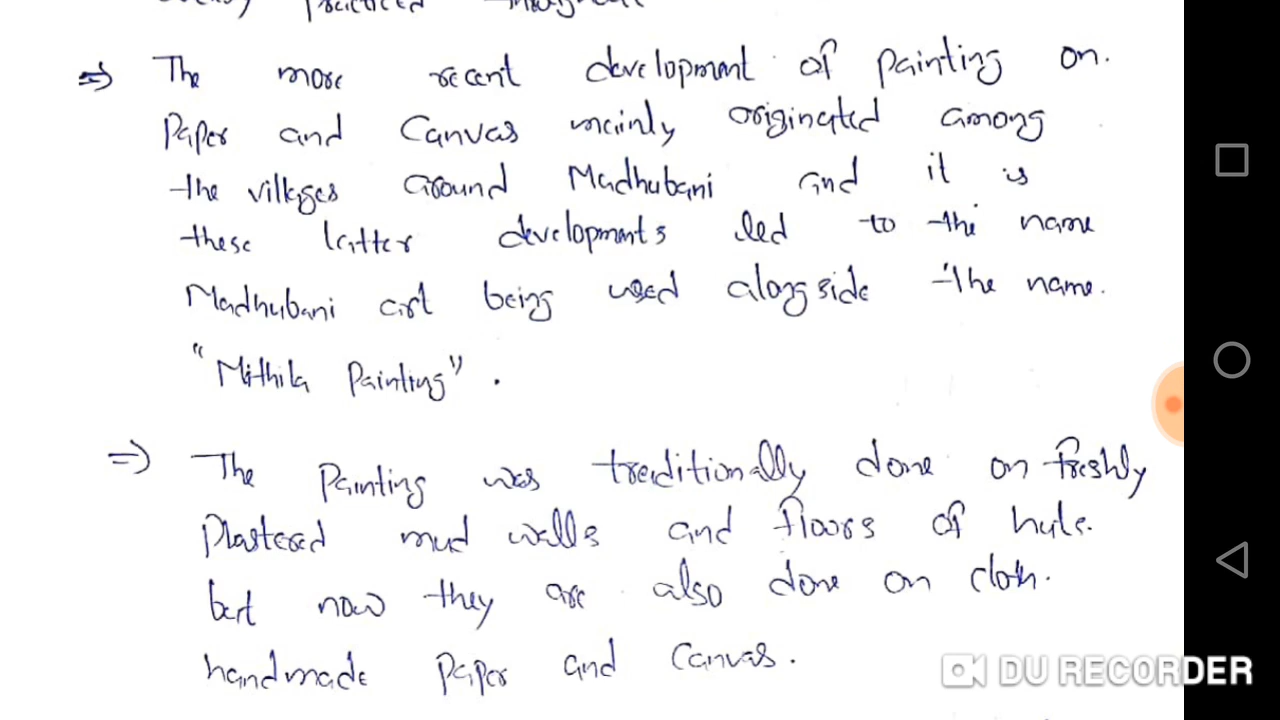 Practiced
⇒ The more recent development of painting on.
Paper and Canvas mainly originated among
the villages around Madhubani and it is
these latter developments led to the name
Madhubani art being used alongside the name.
"Mithila Painting".
⇒ The Painting was traditionally done on freshly
Plastered mud walls and floors of huts.
but now they are also done on cloth.
handmade paper and canvas.
DU RECORDER